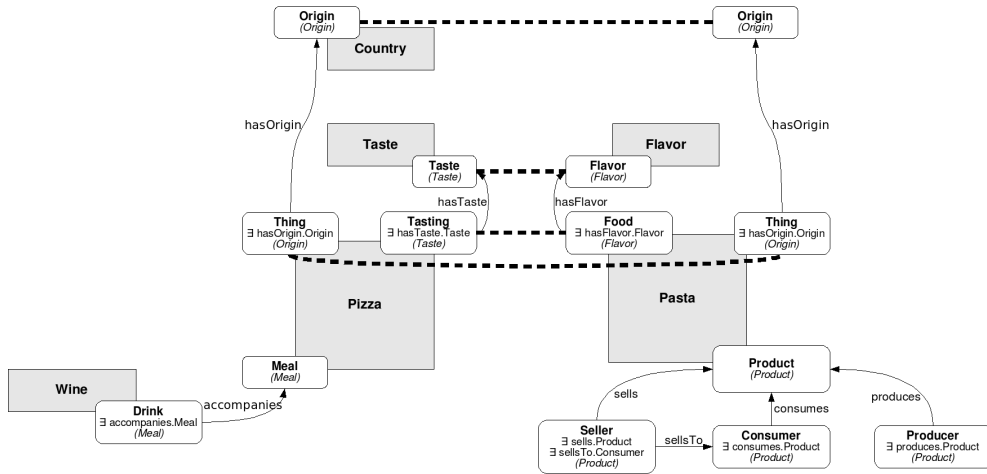 Origin
(Origin)
Origin
(Origin)
Country
hasOrigin
hasOrigin
Taste
Flavor
Taste
(Taste)
Flavor
(Flavor)
hasTaste
hasFlavor
Thing
∃ hasOrigin.Origin
(Origin)
Tasting
∃ hasTaste.Taste
(Taste)
Food
∃ hasFlavor.Flavor
(Flavor)
Thing
∃ hasOrigin.Origin
(Origin)
Pizza
Pasta
Meal
(Meal)
Product
(Product)
Wine
Drink
∃ accompanies.Meal
(Meal)
accompanies
sells
consumes
produces
Seller
∃ sells.Product
∃ sellsTo.Consumer
(Product)
sellsTo
Consumer
∃ consumes.Product
(Product)
Producer
∃ produces.Product
(Product)